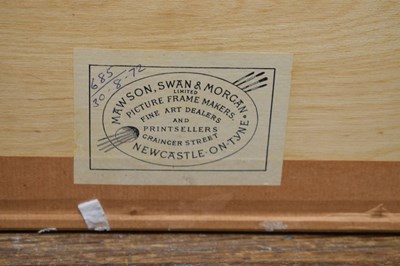 685
30-8-72
MAWSON, SWAN & MORGAN
LIMITED
PICTURE FRAME MAKERS,
FINE ART DEALERS
AND
PRINTSELLERS
GRAINGER STREET
NEWCASTLE-ON-TYNE